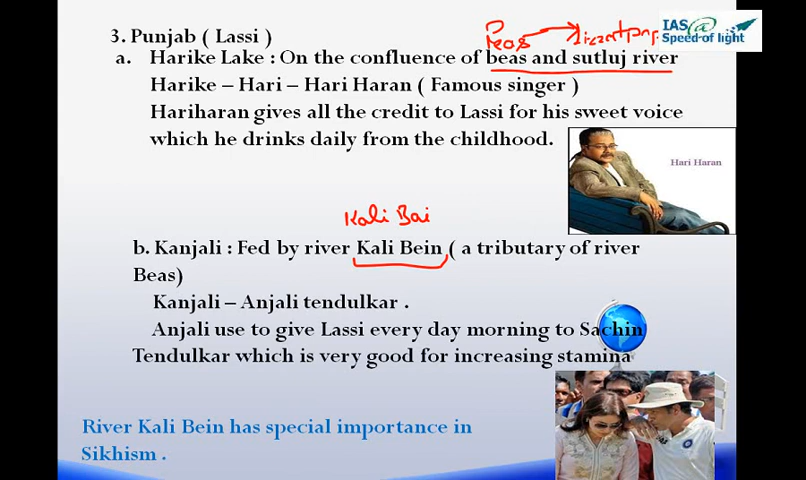 3. Punjab ( Lassi )
IAS@
Speed of light
Beas
a. Harike Lake : On the confluence of beas and sutluj river
Harike – Hari – Hari Haran ( Famous singer )
Hariharan gives all the credit to Lassi for his sweet voice
which he drinks daily from the childhood.
Hari Haran
Kali Bai
b. Kanjali : Fed by river Kali Bein ( a tributary of river
Beas)
Kanjali – Anjali tendulkar .
Anjali use to give Lassi every day morning to Sachin
Tendulkar which is very good for increasing stamina
River Kali Bein has special importance in
Sikhism .